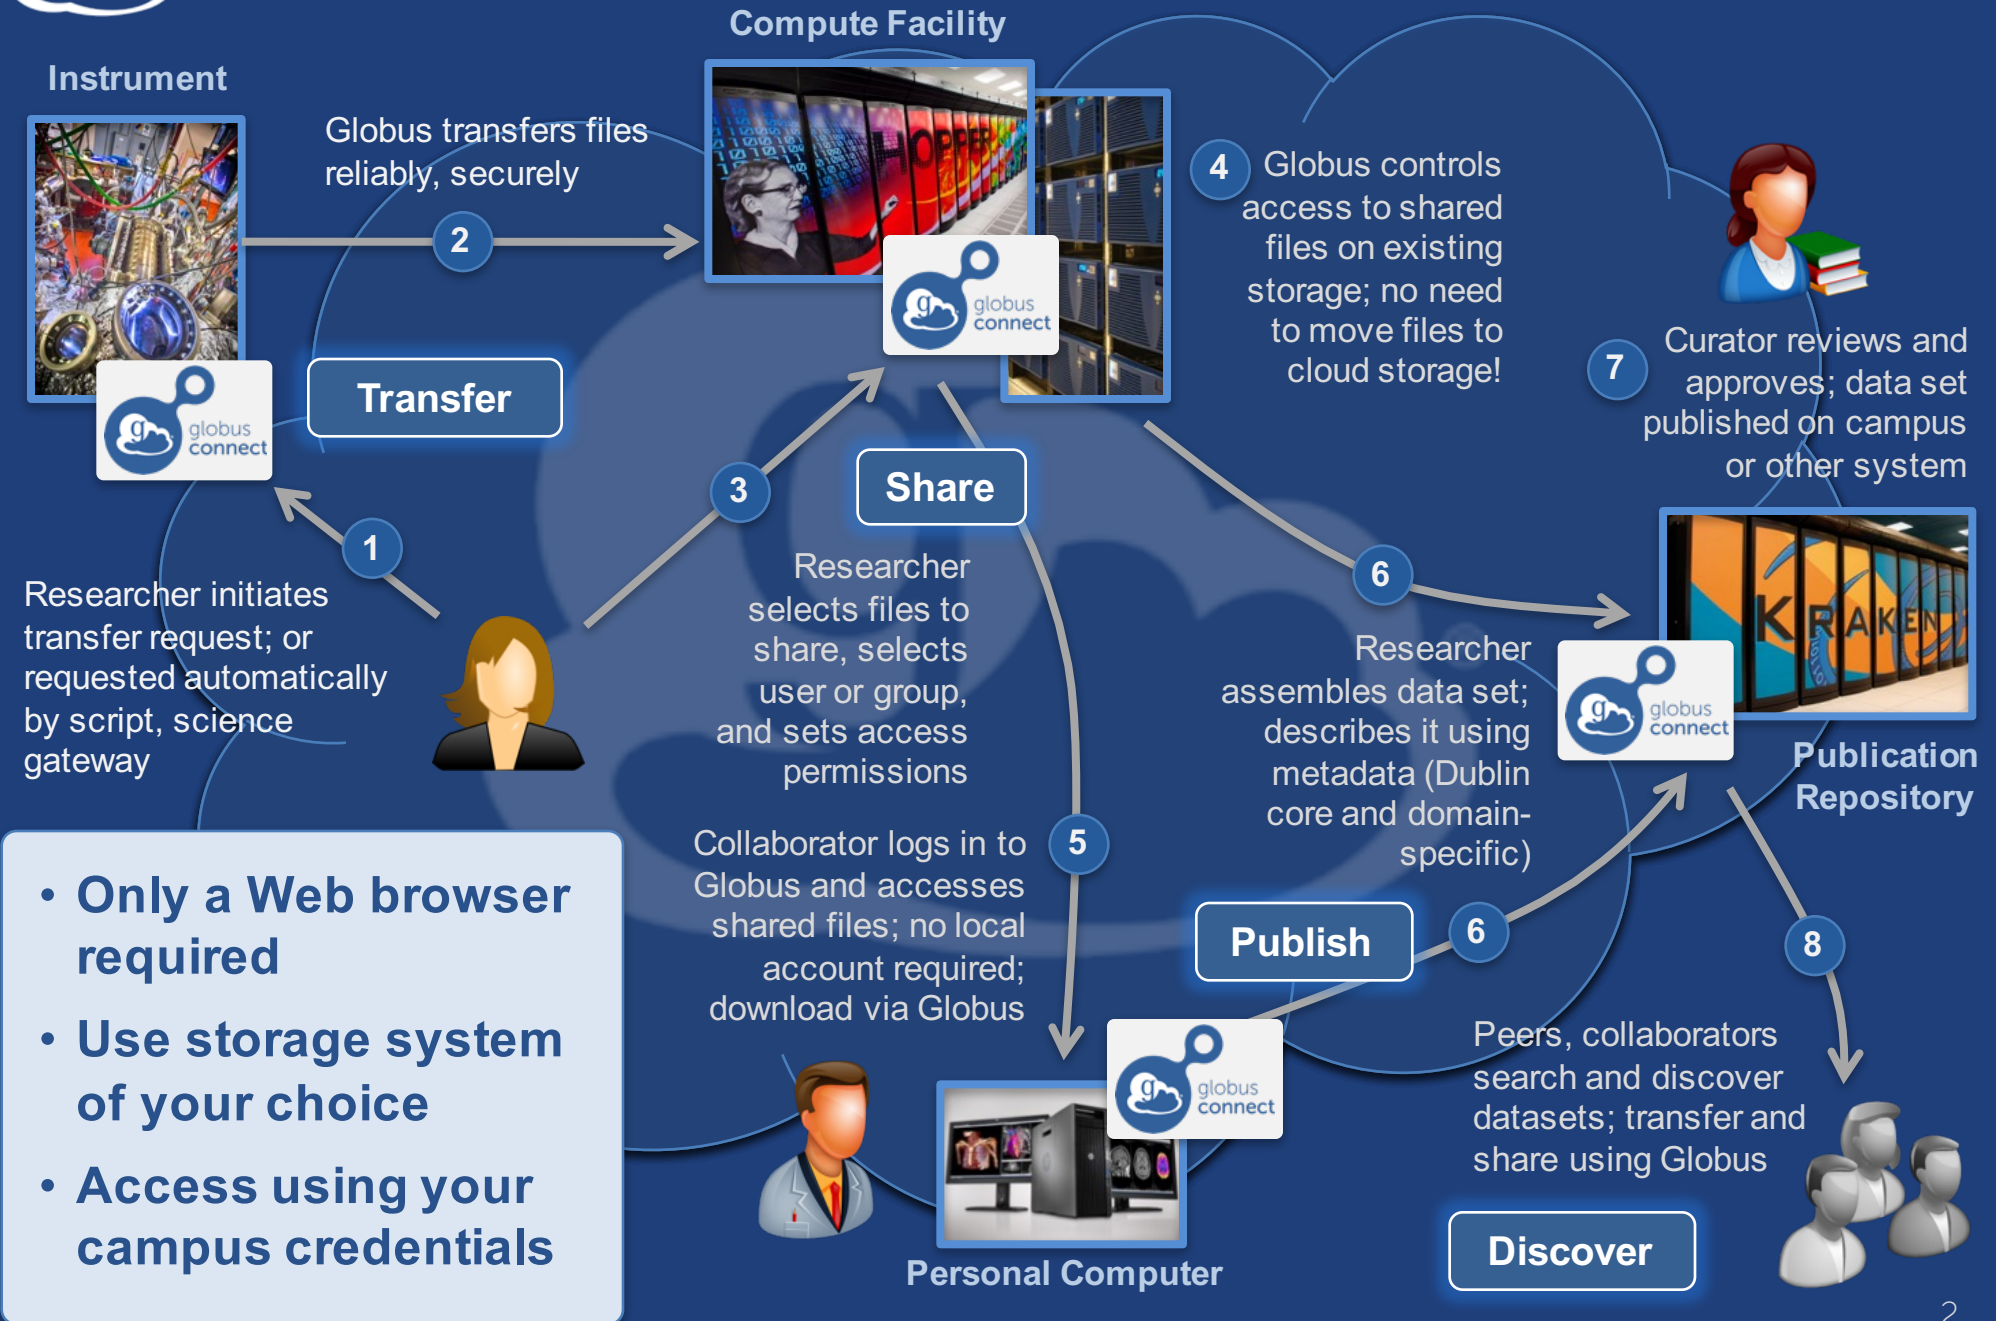 Compute Facility
Instrument
Globus transfers files
reliably, securely
2
HOPPER
globus
connect
4
Globus controls
access to shared
files on existing
storage; no need
to move files to
cloud storage!
7
Curator reviews and
approves; data set
published on campus
or other system
globus
connect
Transfer
1
Researcher initiates
transfer request; or
requested automatically
by script, science
gateway
3
Share
Researcher
selects files to
share, selects
user or group,
and sets access
permissions
5
Collaborator logs in to
Globus and accesses
shared files; no local
account required;
download via Globus
6
Researcher
assembles data set;
describes it using
metadata (Dublin
core and domain-
specific)
KRAKEN
globus
connect
Publication
Repository
Publish
6
8
• Only a Web browser
required
• Use storage system
of your choice
• Access using your
campus credentials
globus
connect
Personal Computer
Peers, collaborators
search and discover
datasets; transfer and
share using Globus
Discover
2